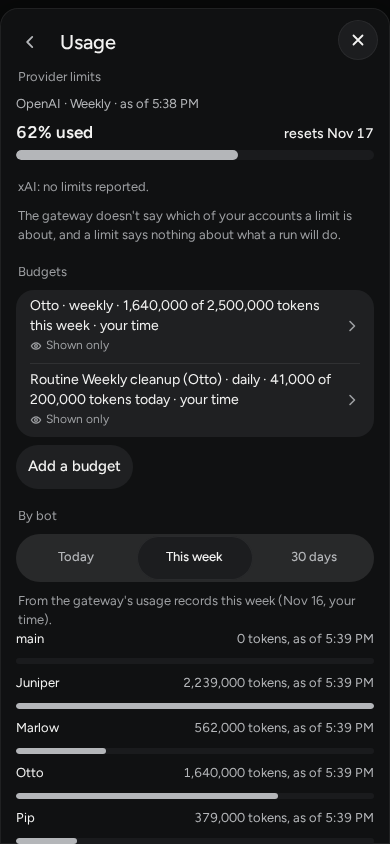 Usage
Provider limits
OpenAI · Weekly · as of 5:38 PM
62% used
resets Nov 17
xAI: no limits reported.
The gateway doesn't say which of your accounts a limit is
about, and a limit says nothing about what a run will do.
Budgets
Otto · weekly · 1,640,000 of 2,500,000 tokens
this week · your time
Shown only
Routine Weekly cleanup (Otto) · daily · 41,000 of
200,000 tokens today · your time
Shown only
Add a budget
By bot
Today
This week
30 days
From the gateway's usage records this week (Nov 16, your
time).
main
0 tokens, as of 5:39 PM
Juniper
2,239,000 tokens, as of 5:39 PM
Marlow
562,000 tokens, as of 5:39 PM
Otto
1,640,000 tokens, as of 5:39 PM
Pip
379,000 tokens, as of 5:39 PM